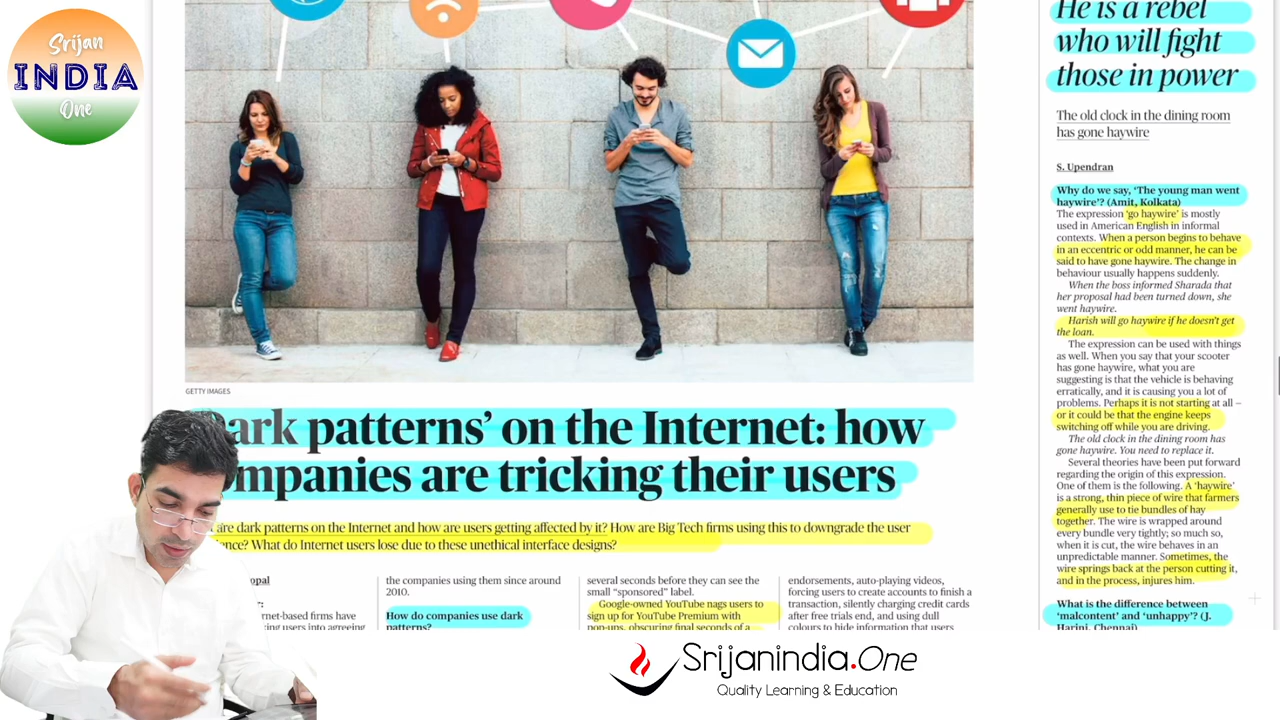 Srijan
INDIA
One
GETTY IMAGES
ark patterns’ on the Internet: how
mpanies are tricking their users
are dark patterns on the Internet and how are users getting affected by it? How are Big Tech firms using this to downgrade the user
What do Internet users lose due to these unethical interface designs?
the companies using them since around
2010.
How do companies use dark
patterns?
several seconds before they can see the
small “sponsored” label.
Google-owned YouTube nags users to
sign up for YouTube Premium with
pop-ups, obscuring final seconds of a
endorsements, auto-playing videos,
forcing users to create accounts to finish a
transaction, silently charging credit cards
after free trials end, and using dull
colours to hide information that users
He is a rebel
who will fight
those in power
The old clock in the dining room
has gone haywire
S. Upendran
Why do we say, ‘The young man went
haywire’? (Amit, Kolkata)
The expression ‘go haywire’ is mostly
used in American English in informal
contexts. When a person begins to behave
in an eccentric or odd manner, he can be
said to have gone haywire. The change in
behaviour usually happens suddenly.
When the boss informed Sharada that
her proposal had been turned down, she
went haywire.
Harish will go haywire if he doesn’t get
the loan.
The expression can be used with things
as well. When you say that your scooter
has gone haywire, what you are
suggesting is that the vehicle is behaving
erratically, and it is causing you a lot of
problems. Perhaps it is not starting at all —
or it could be that the engine keeps
switching off while you are driving.
The old clock in the dining room has
gone haywire. You need to replace it.
Several theories have been put forward
regarding the origin of this expression.
One of them is the following. A ‘haywire’
is a strong, thin piece of wire that farmers
generally use to tie bundles of hay
together. The wire is wrapped around
every bundle very tightly; so much so,
when it is cut, the wire behaves in an
unpredictable manner. Sometimes, the
wire springs back at the person cutting it,
and in the process, injures him.
What is the difference between
‘malcontent’ and ‘unhappy’? (J.
Harini, Chennai)
Srijanindia.One
Quality Learning & Education